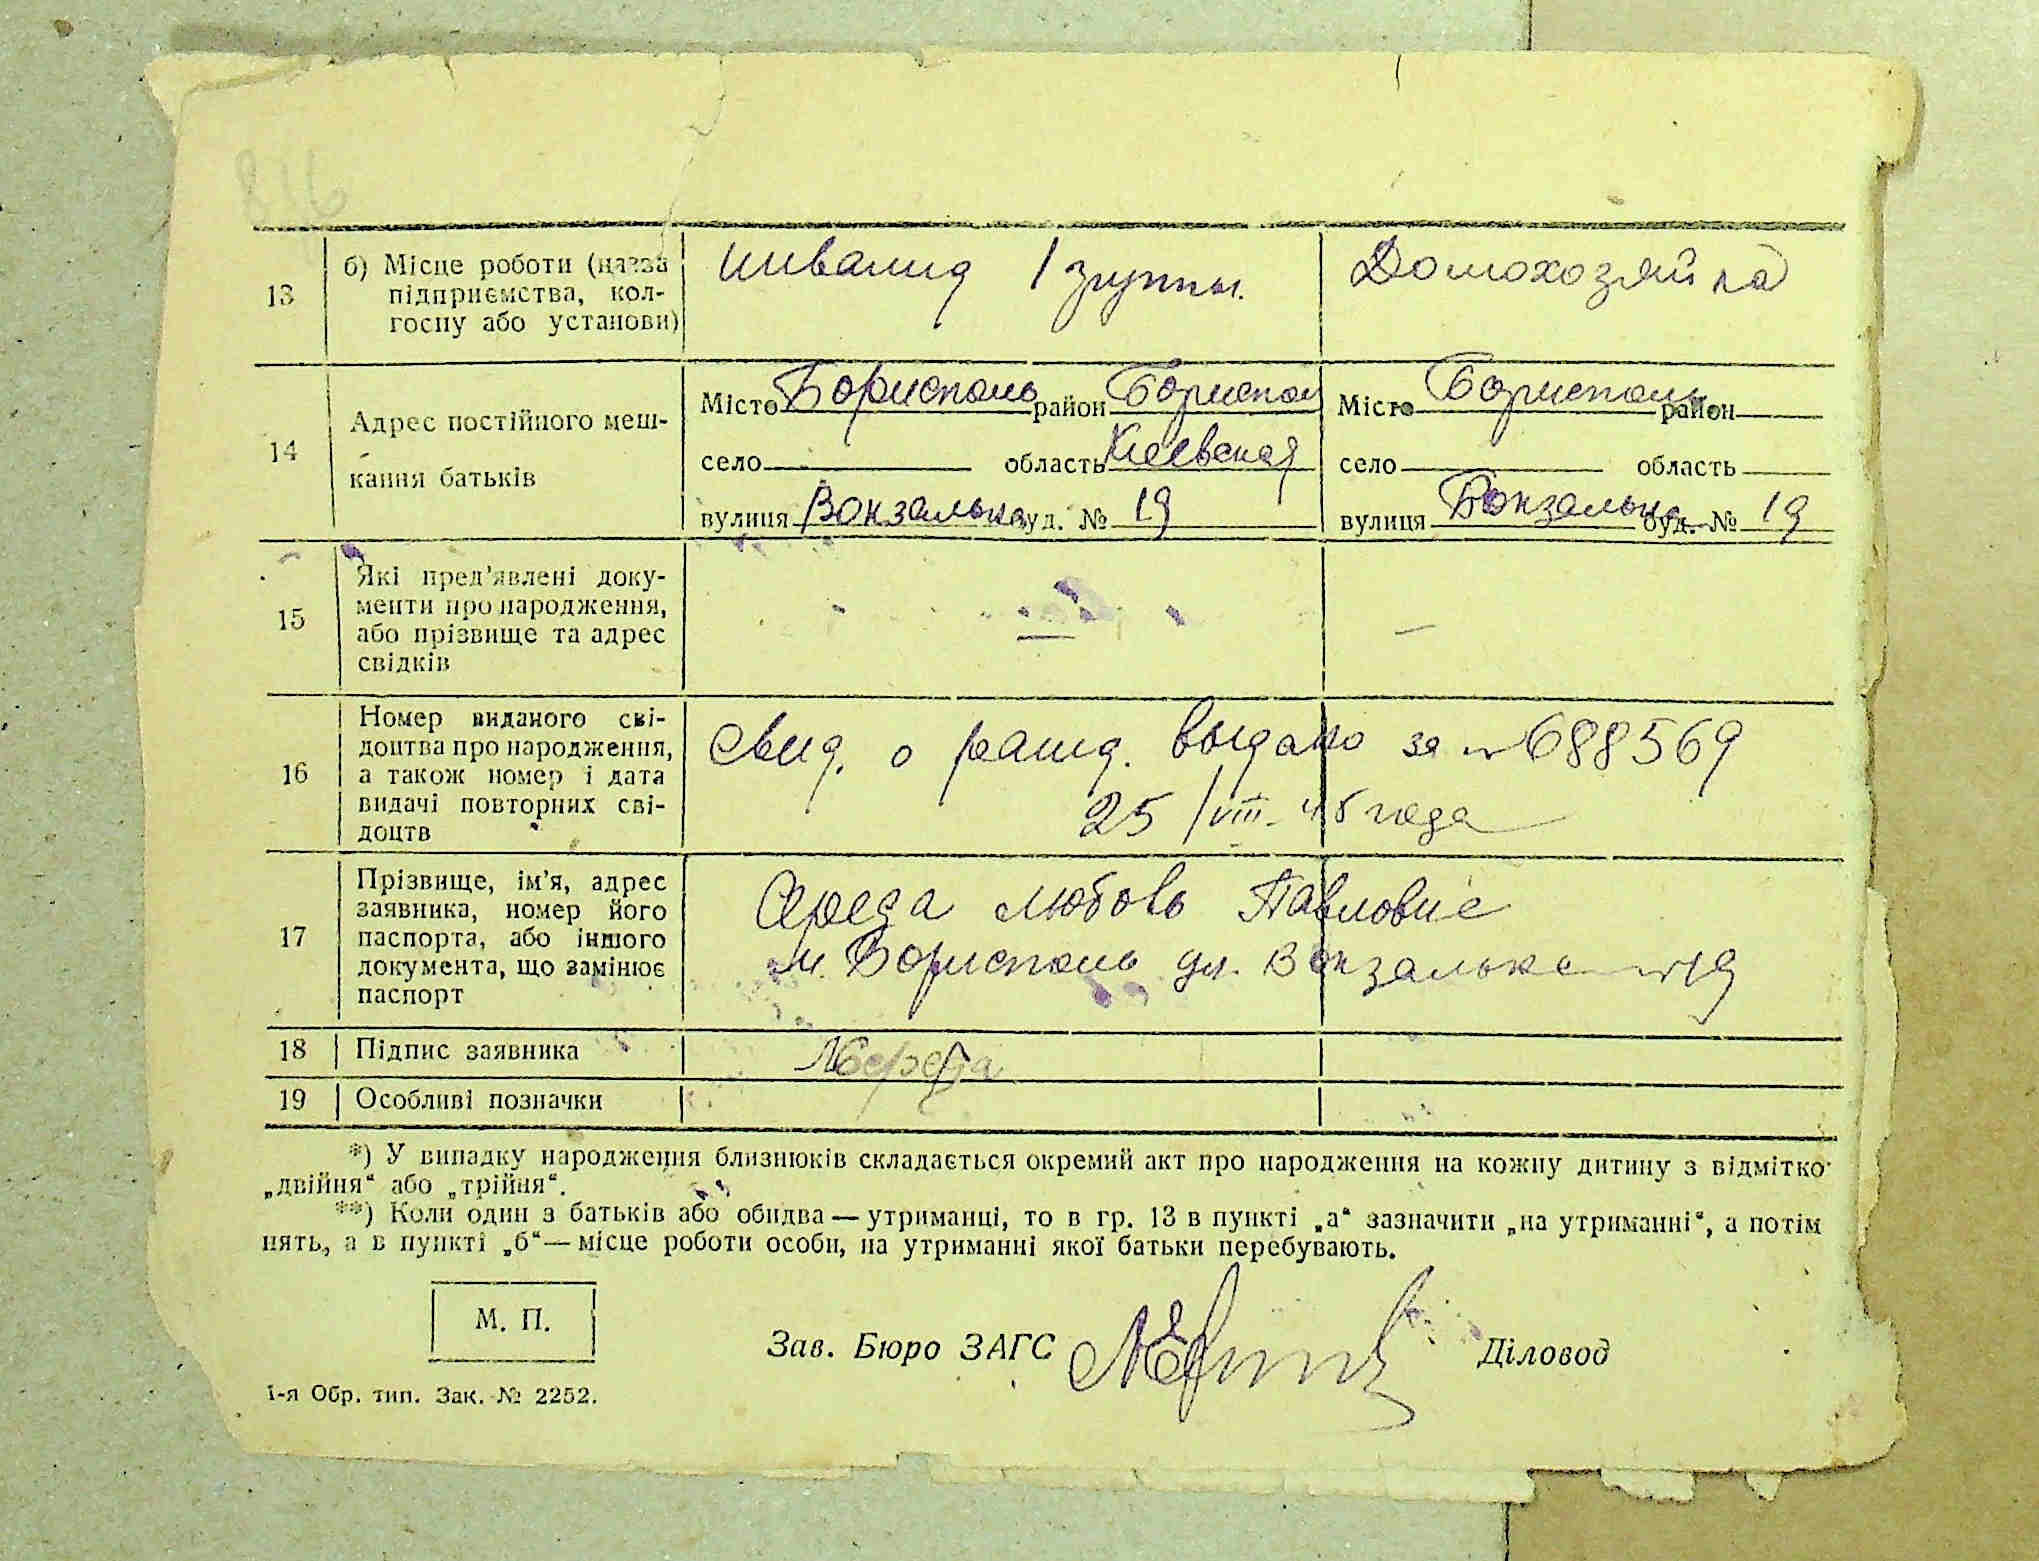 816
13
б) Місце роботи (назва
підприємства, кол-
госпу або установи)
инвалид 1 группы.
Домохозяйка
14
Адрес постійного меш-
кання батьків
Місто Борисполь район Борисполь
село область Киевская
вулиця Вокзальна буд. № 19
Місто Борисполь район
село область
вулиця Вокзальна буд. № 19
15
Які пред'явлені доку-
менти про народження,
або прізвище та адрес
свідків
—
—
16
Номер виданого сві-
доцтва про народження,
а також номер і дата
видачі повторних сві-
доцтв
Свид. о рожд. выдано за № 688569
25/VIII-45 года
17
Прізвище, ім'я, адрес
заявника, номер його
паспорта, або іншого
документа, що замінює
паспорт
Середа Любовь Павловне
м. Борисполь ул. Вокзальна № 19
18
Підпис заявника
Середа
19
Особливі позначки
*) У випадку народження близнюків складається окремий акт про народження на кожну дитину з відмітко
„двійня“ або „трійня“.
**) Коли один з батьків або обидва — утриманці, то в гр. 13 в пункті „а“ зазначити „на утриманні“, а потім
нять, а в пункті „б“ — місце роботи особи, на утриманні якої батьки перебувають.
М. П.
Зав. Бюро ЗАГС
Діловод
1-я Обр. тип. Зак. № 2252.